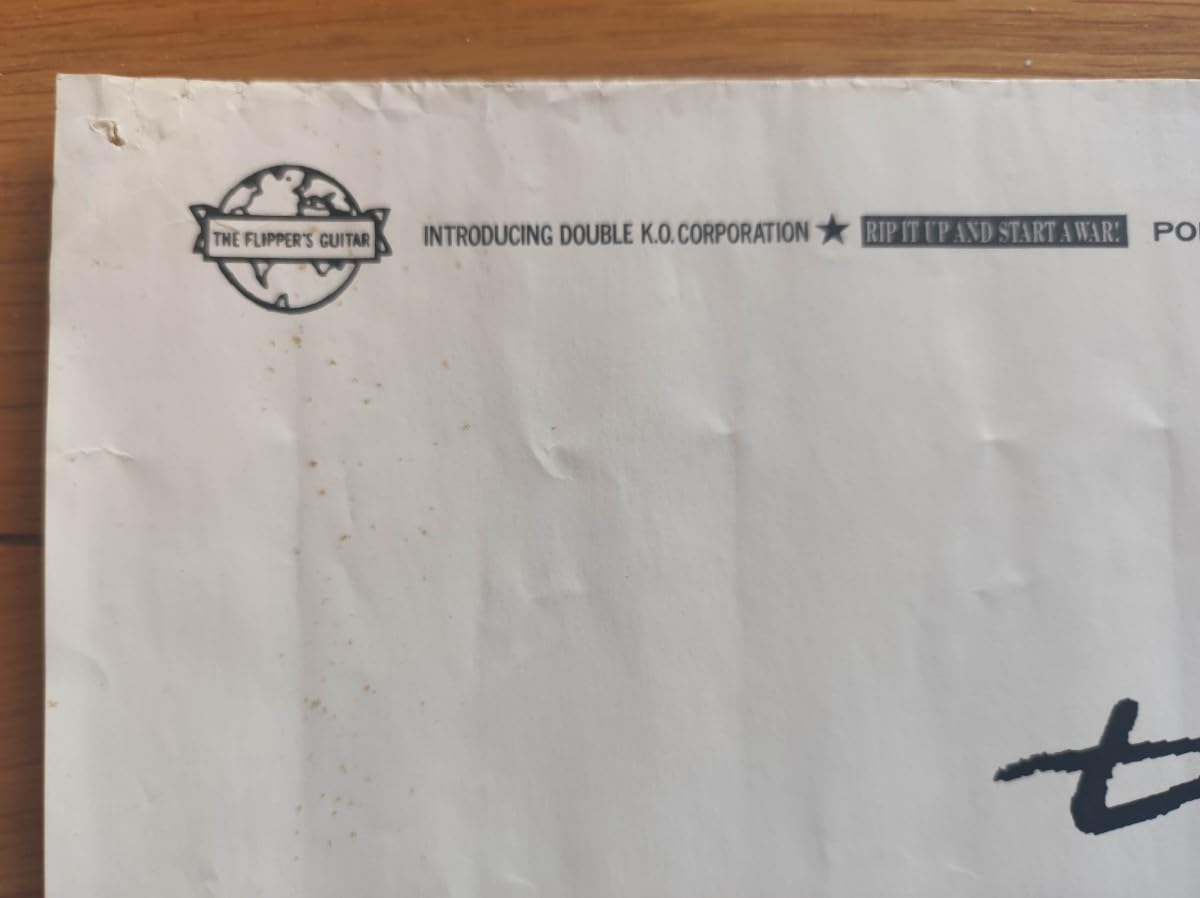 THE FLIPPER'S GUITAR
INTRODUCING DOUBLE K.O. CORPORATION ★ RIP IT UP AND START A WAR!